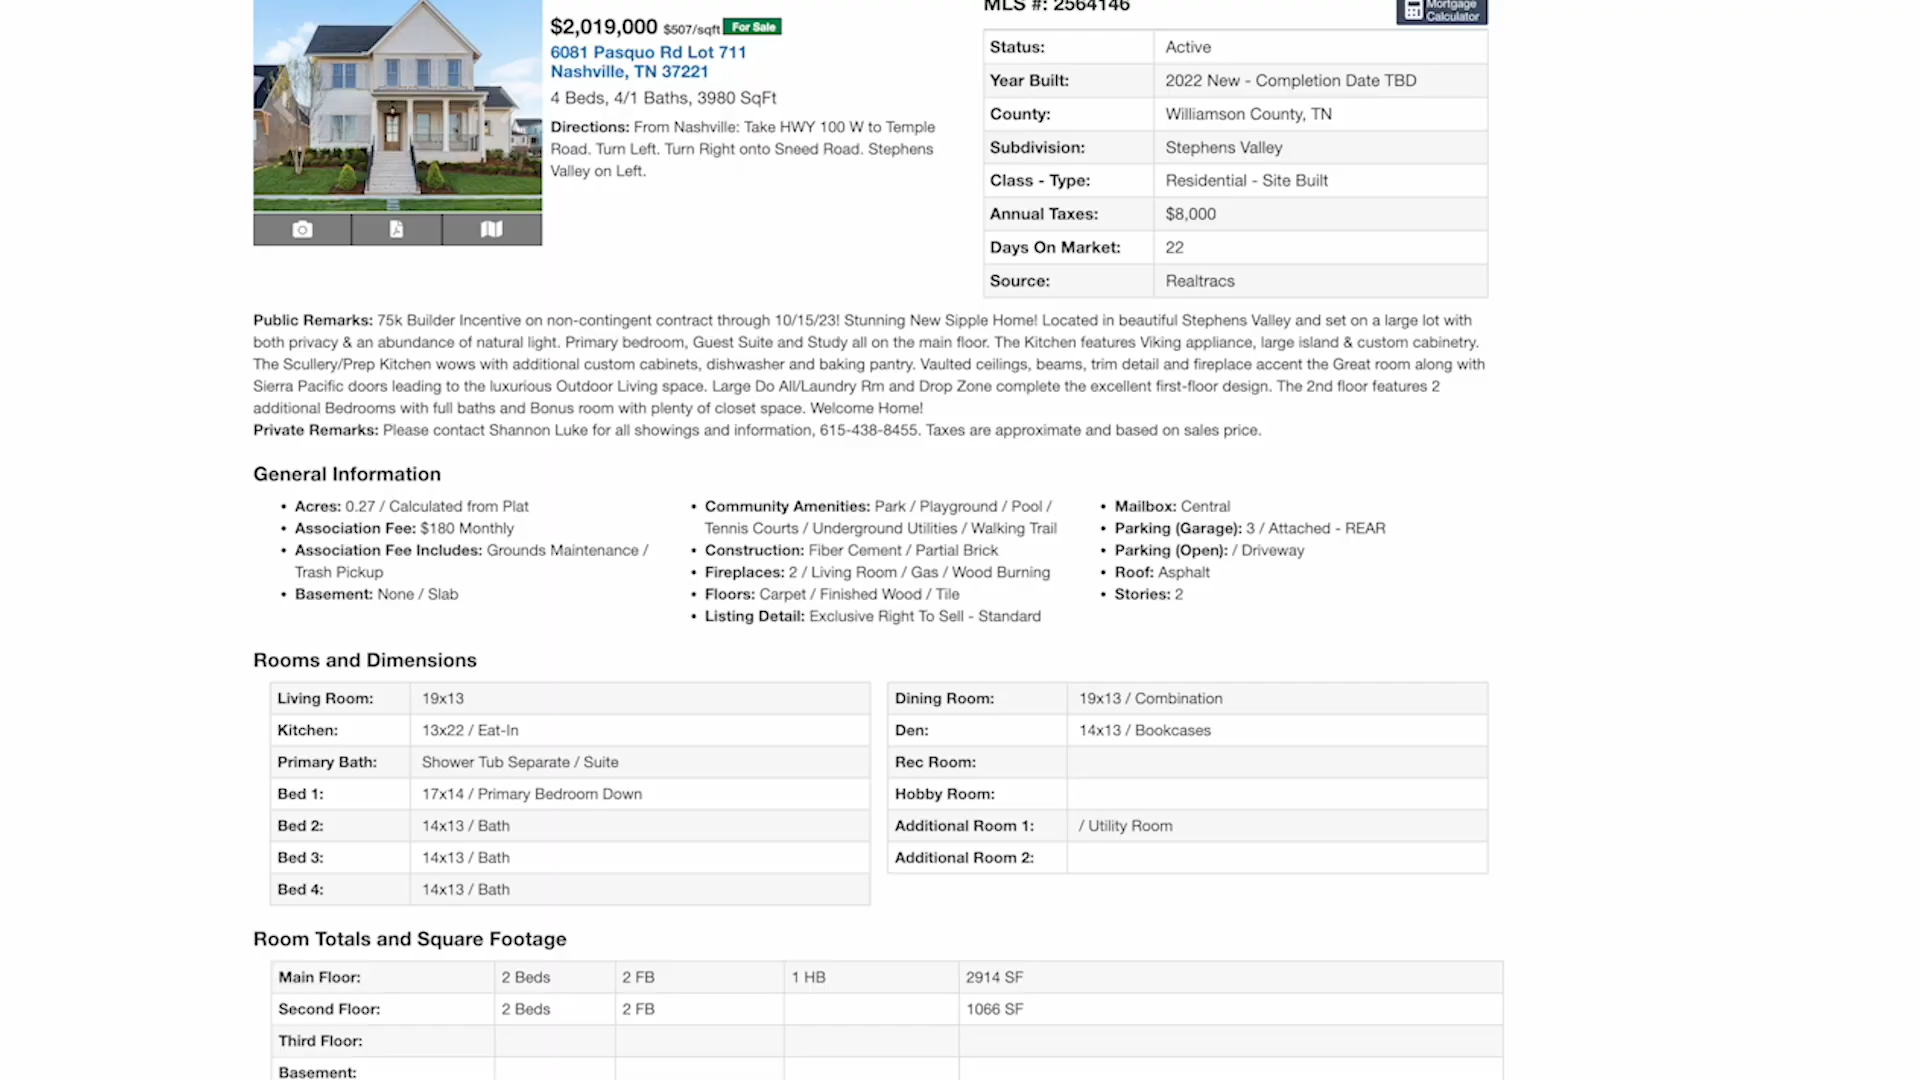 MLS #: 2564146
Mortgage
Calculator
$2,019,000 $507/sqft For Sale
6081 Pasquo Rd Lot 711
Nashville, TN 37221
4 Beds, 4/1 Baths, 3980 SqFt
Directions: From Nashville: Take HWY 100 W to Temple
Road. Turn Left. Turn Right onto Sneed Road. Stephens
Valley on Left.
Status: Active
Year Built: 2022 New - Completion Date TBD
County: Williamson County, TN
Subdivision: Stephens Valley
Class - Type: Residential - Site Built
Annual Taxes: $8,000
Days On Market: 22
Source: Realtracs
Public Remarks: 75k Builder Incentive on non-contingent contract through 10/15/23! Stunning New Sipple Home! Located in beautiful Stephens Valley and set on a large lot with
both privacy & an abundance of natural light. Primary bedroom, Guest Suite and Study all on the main floor. The Kitchen features Viking appliance, large island & custom cabinetry.
The Scullery/Prep Kitchen wows with additional custom cabinets, dishwasher and baking pantry. Vaulted ceilings, beams, trim detail and fireplace accent the Great room along with
Sierra Pacific doors leading to the luxurious Outdoor Living space. Large Do All/Laundry Rm and Drop Zone complete the excellent first-floor design. The 2nd floor features 2
additional Bedrooms with full baths and Bonus room with plenty of closet space. Welcome Home!
Private Remarks: Please contact Shannon Luke for all showings and information, 615-438-8455. Taxes are approximate and based on sales price.
General Information
• Acres: 0.27 / Calculated from Plat
• Association Fee: $180 Monthly
• Association Fee Includes: Grounds Maintenance /
Trash Pickup
• Basement: None / Slab
• Community Amenities: Park / Playground / Pool /
Tennis Courts / Underground Utilities / Walking Trail
• Construction: Fiber Cement / Partial Brick
• Fireplaces: 2 / Living Room / Gas / Wood Burning
• Floors: Carpet / Finished Wood / Tile
• Listing Detail: Exclusive Right To Sell - Standard
• Mailbox: Central
• Parking (Garage): 3 / Attached - REAR
• Parking (Open): / Driveway
• Roof: Asphalt
• Stories: 2
Rooms and Dimensions
Living Room: 19x13
Kitchen: 13x22 / Eat-In
Primary Bath: Shower Tub Separate / Suite
Bed 1: 17x14 / Primary Bedroom Down
Bed 2: 14x13 / Bath
Bed 3: 14x13 / Bath
Bed 4: 14x13 / Bath
Dining Room: 19x13 / Combination
Den: 14x13 / Bookcases
Rec Room:
Hobby Room:
Additional Room 1: / Utility Room
Additional Room 2:
Room Totals and Square Footage
Main Floor: 2 Beds 2 FB 1 HB 2914 SF
Second Floor: 2 Beds 2 FB 1066 SF
Third Floor:
Basement: